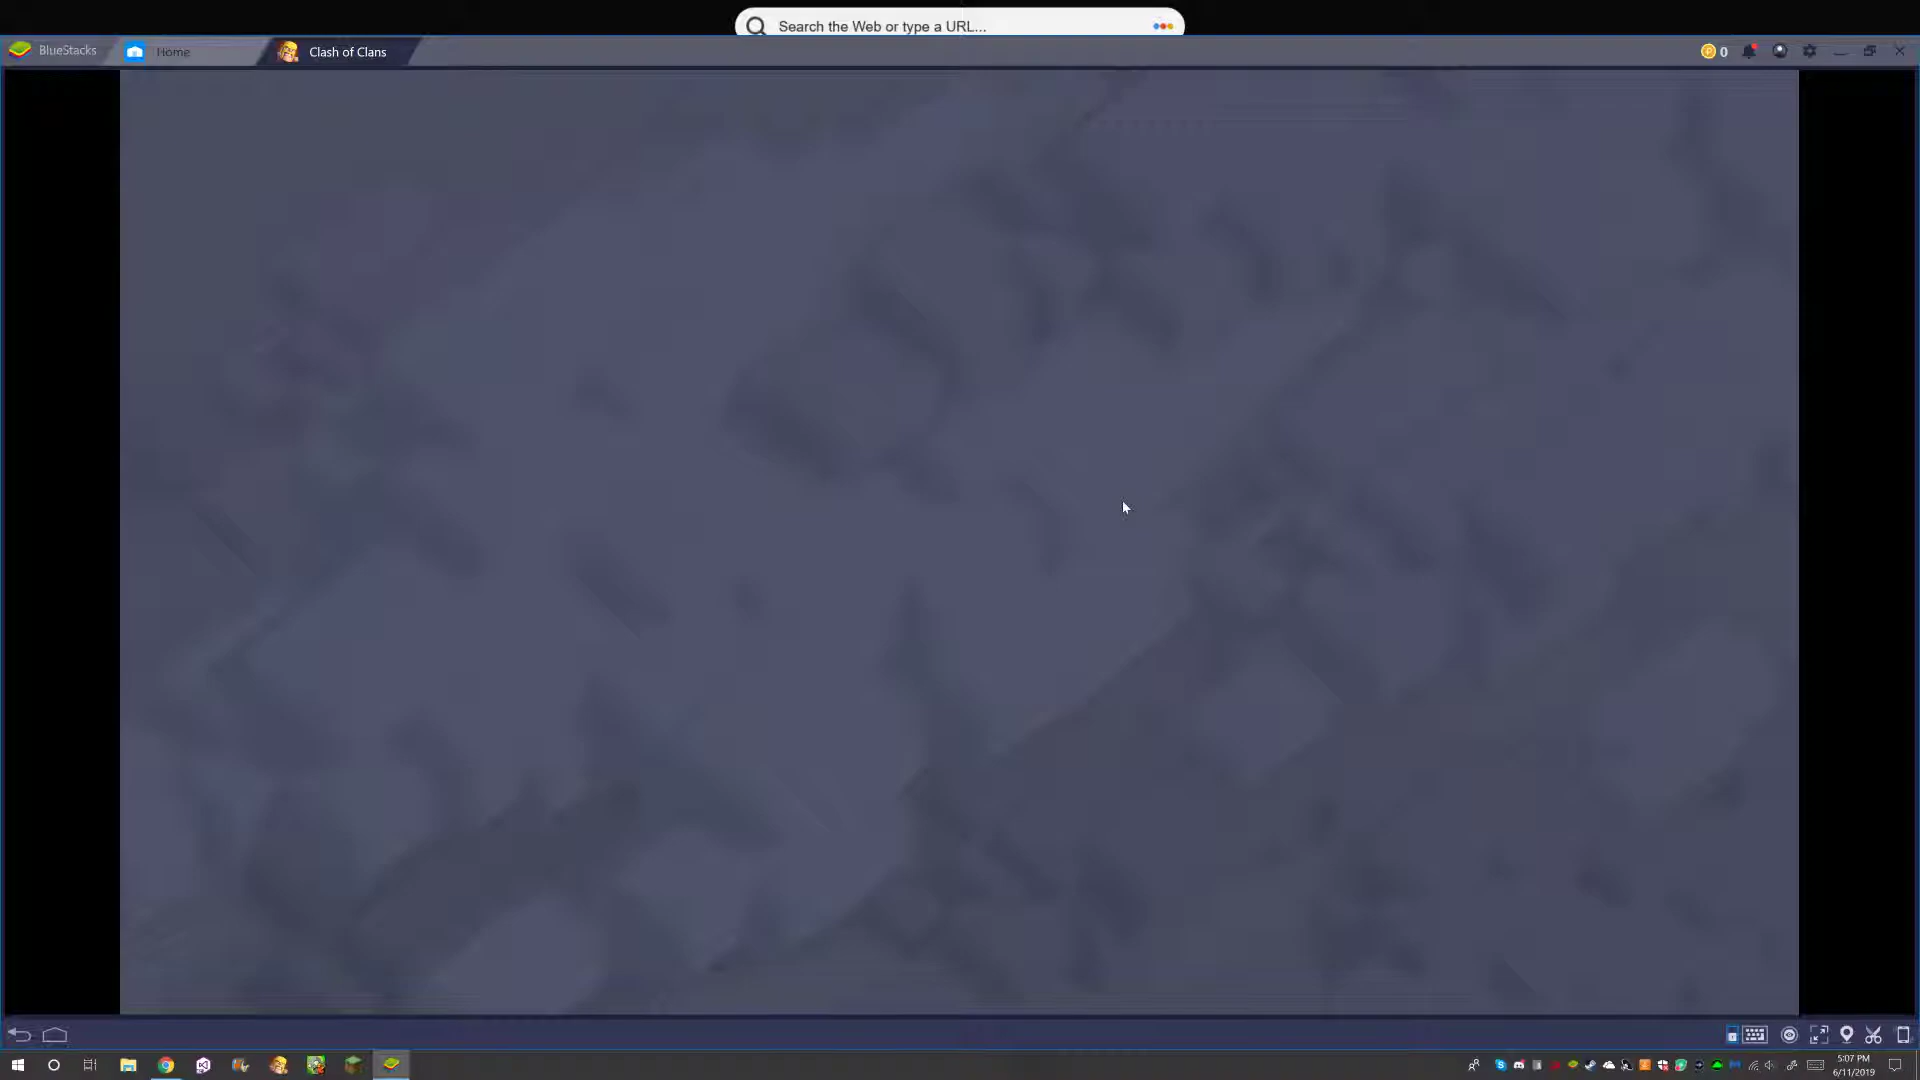 Search the Web or type a URL...
BlueStacks
Home
Clash of Clans
0
5:07 PM
6/11/2019